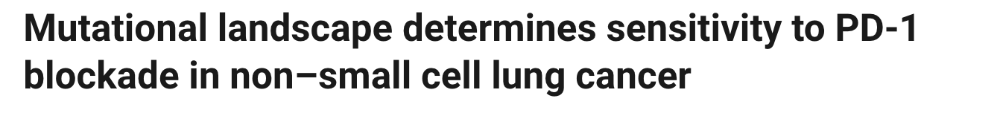 Mutational landscape determines sensitivity to PD-1
blockade in non–small cell lung cancer